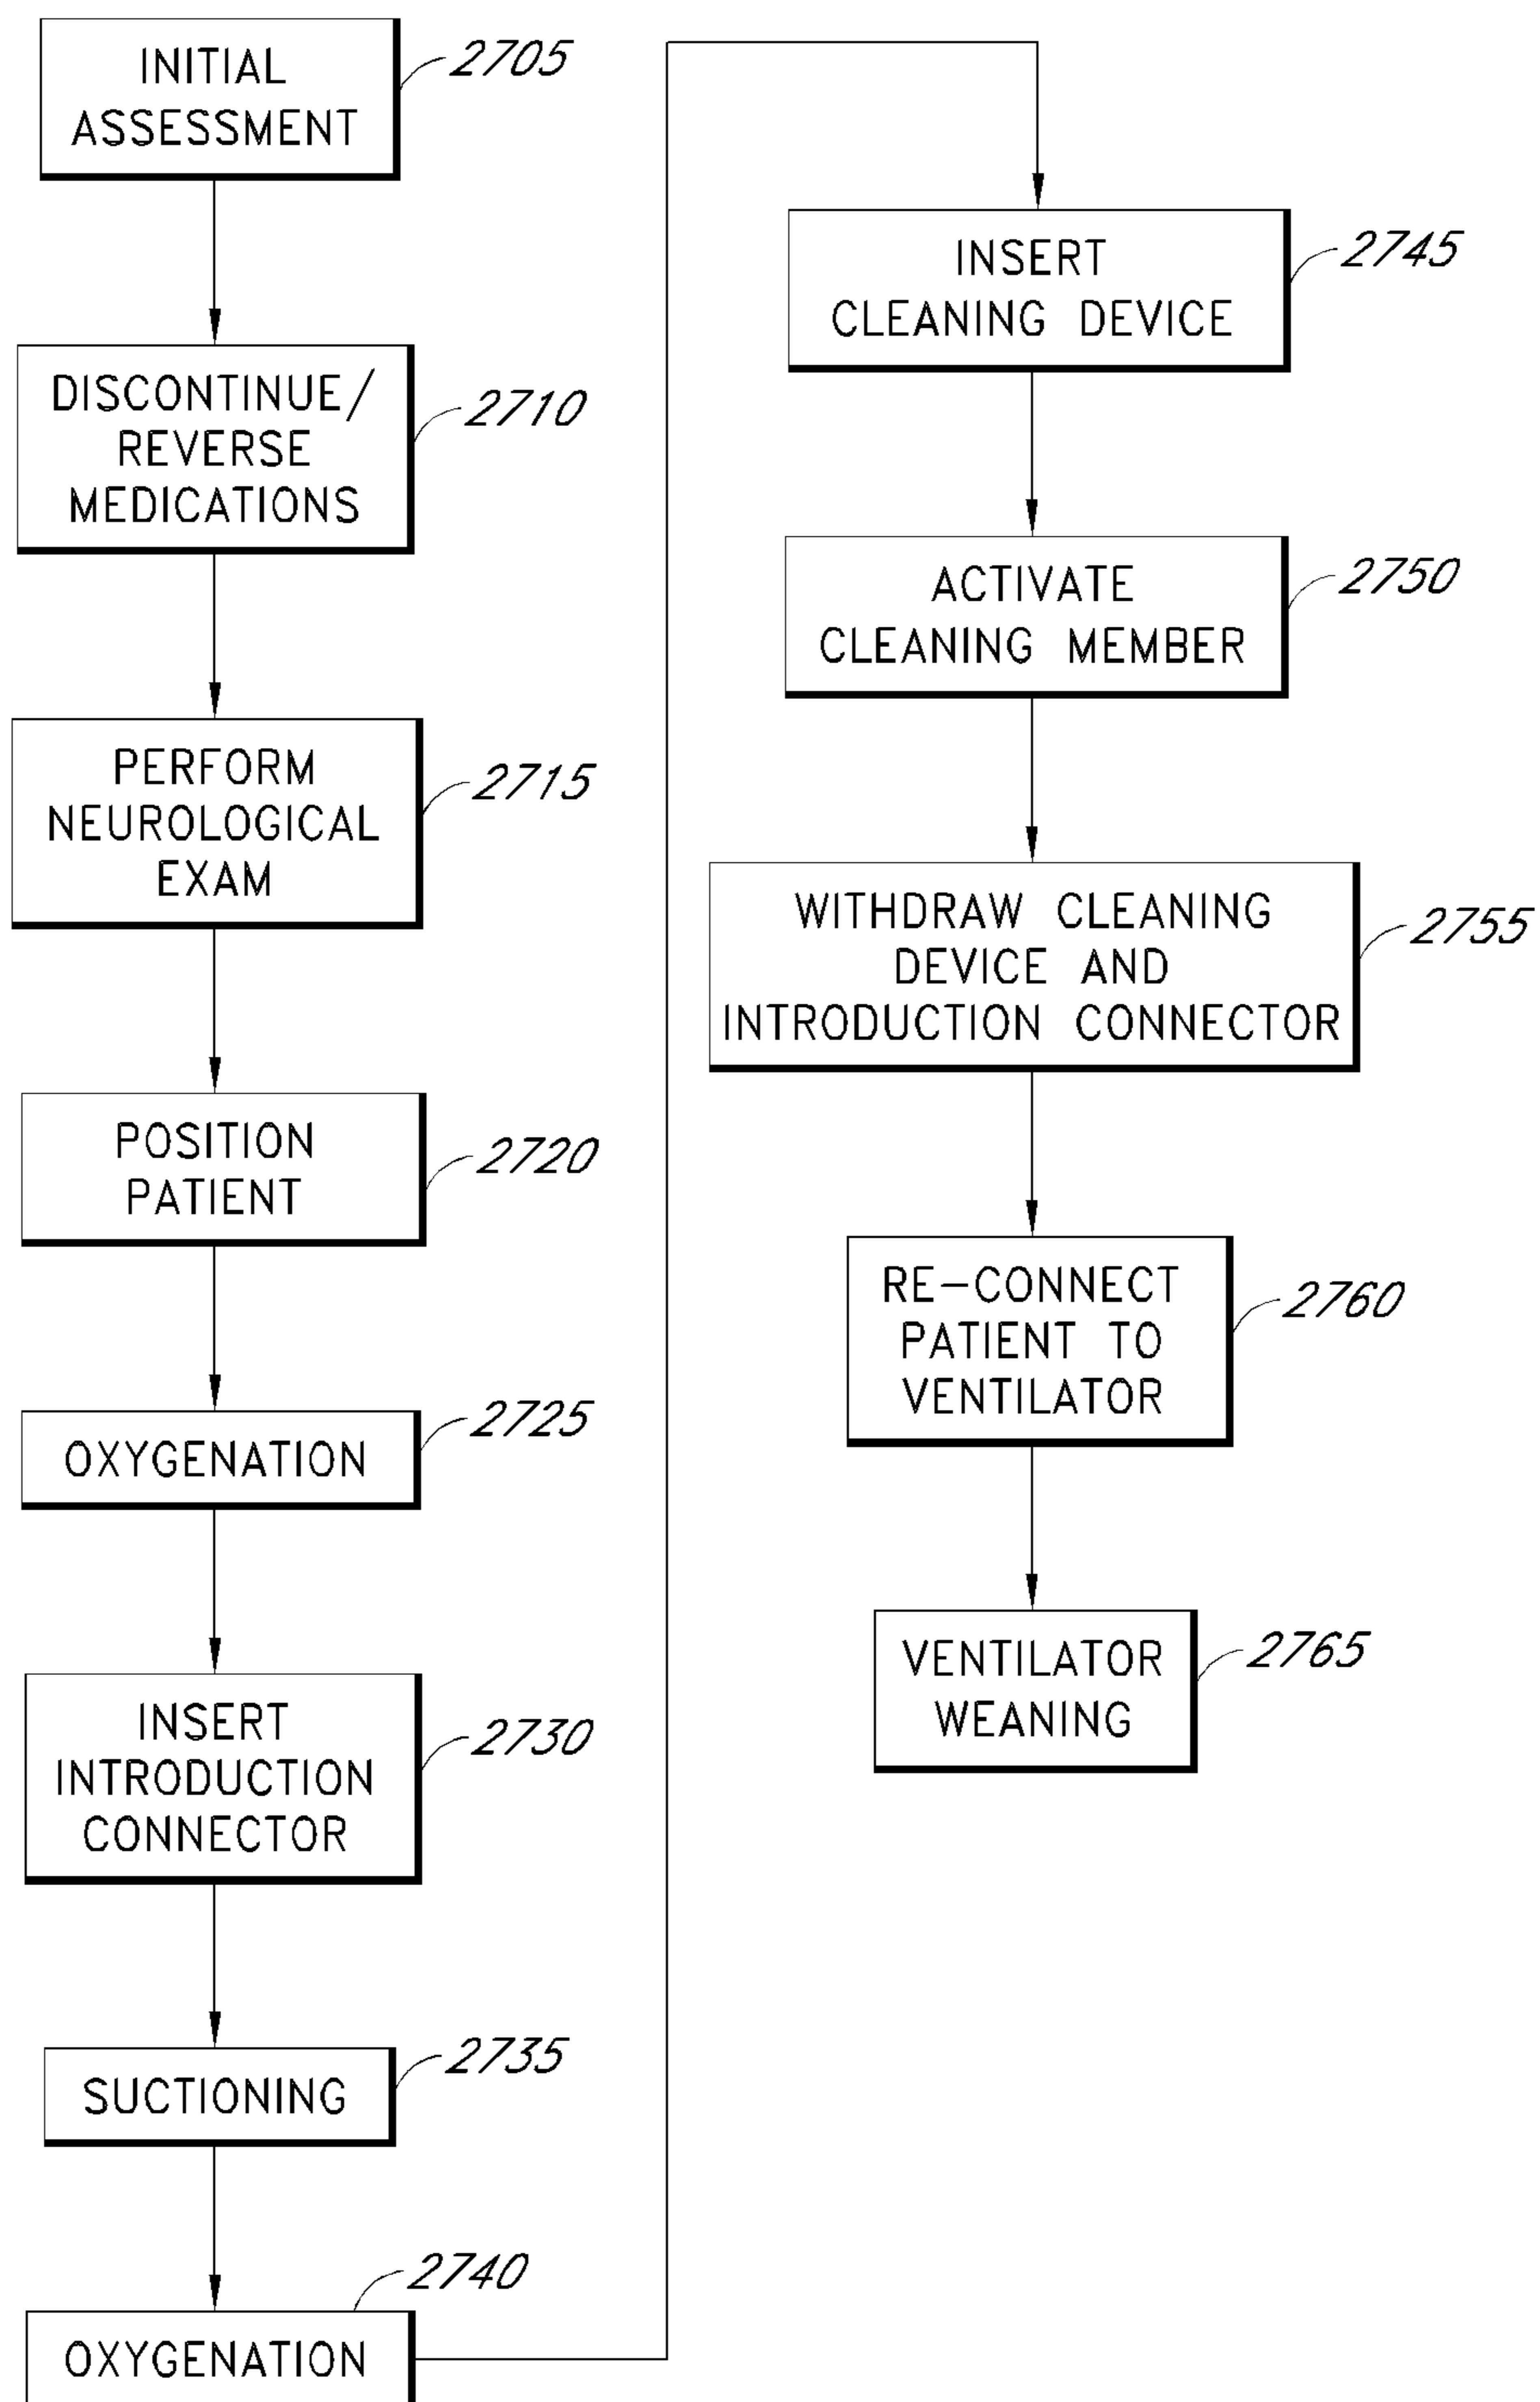 INITIAL
ASSESSMENT
2705
DISCONTINUE/
REVERSE
MEDICATIONS
2710
PERFORM
NEUROLOGICAL
EXAM
2715
POSITION
PATIENT
2720
OXYGENATION
2725
INSERT
INTRODUCTION
CONNECTOR
2730
SUCTIONING
2735
OXYGENATION
2740
INSERT
CLEANING DEVICE
2745
ACTIVATE
CLEANING MEMBER
2750
WITHDRAW CLEANING
DEVICE AND
INTRODUCTION CONNECTOR
2755
RE-CONNECT
PATIENT TO
VENTILATOR
2760
VENTILATOR
WEANING
2765